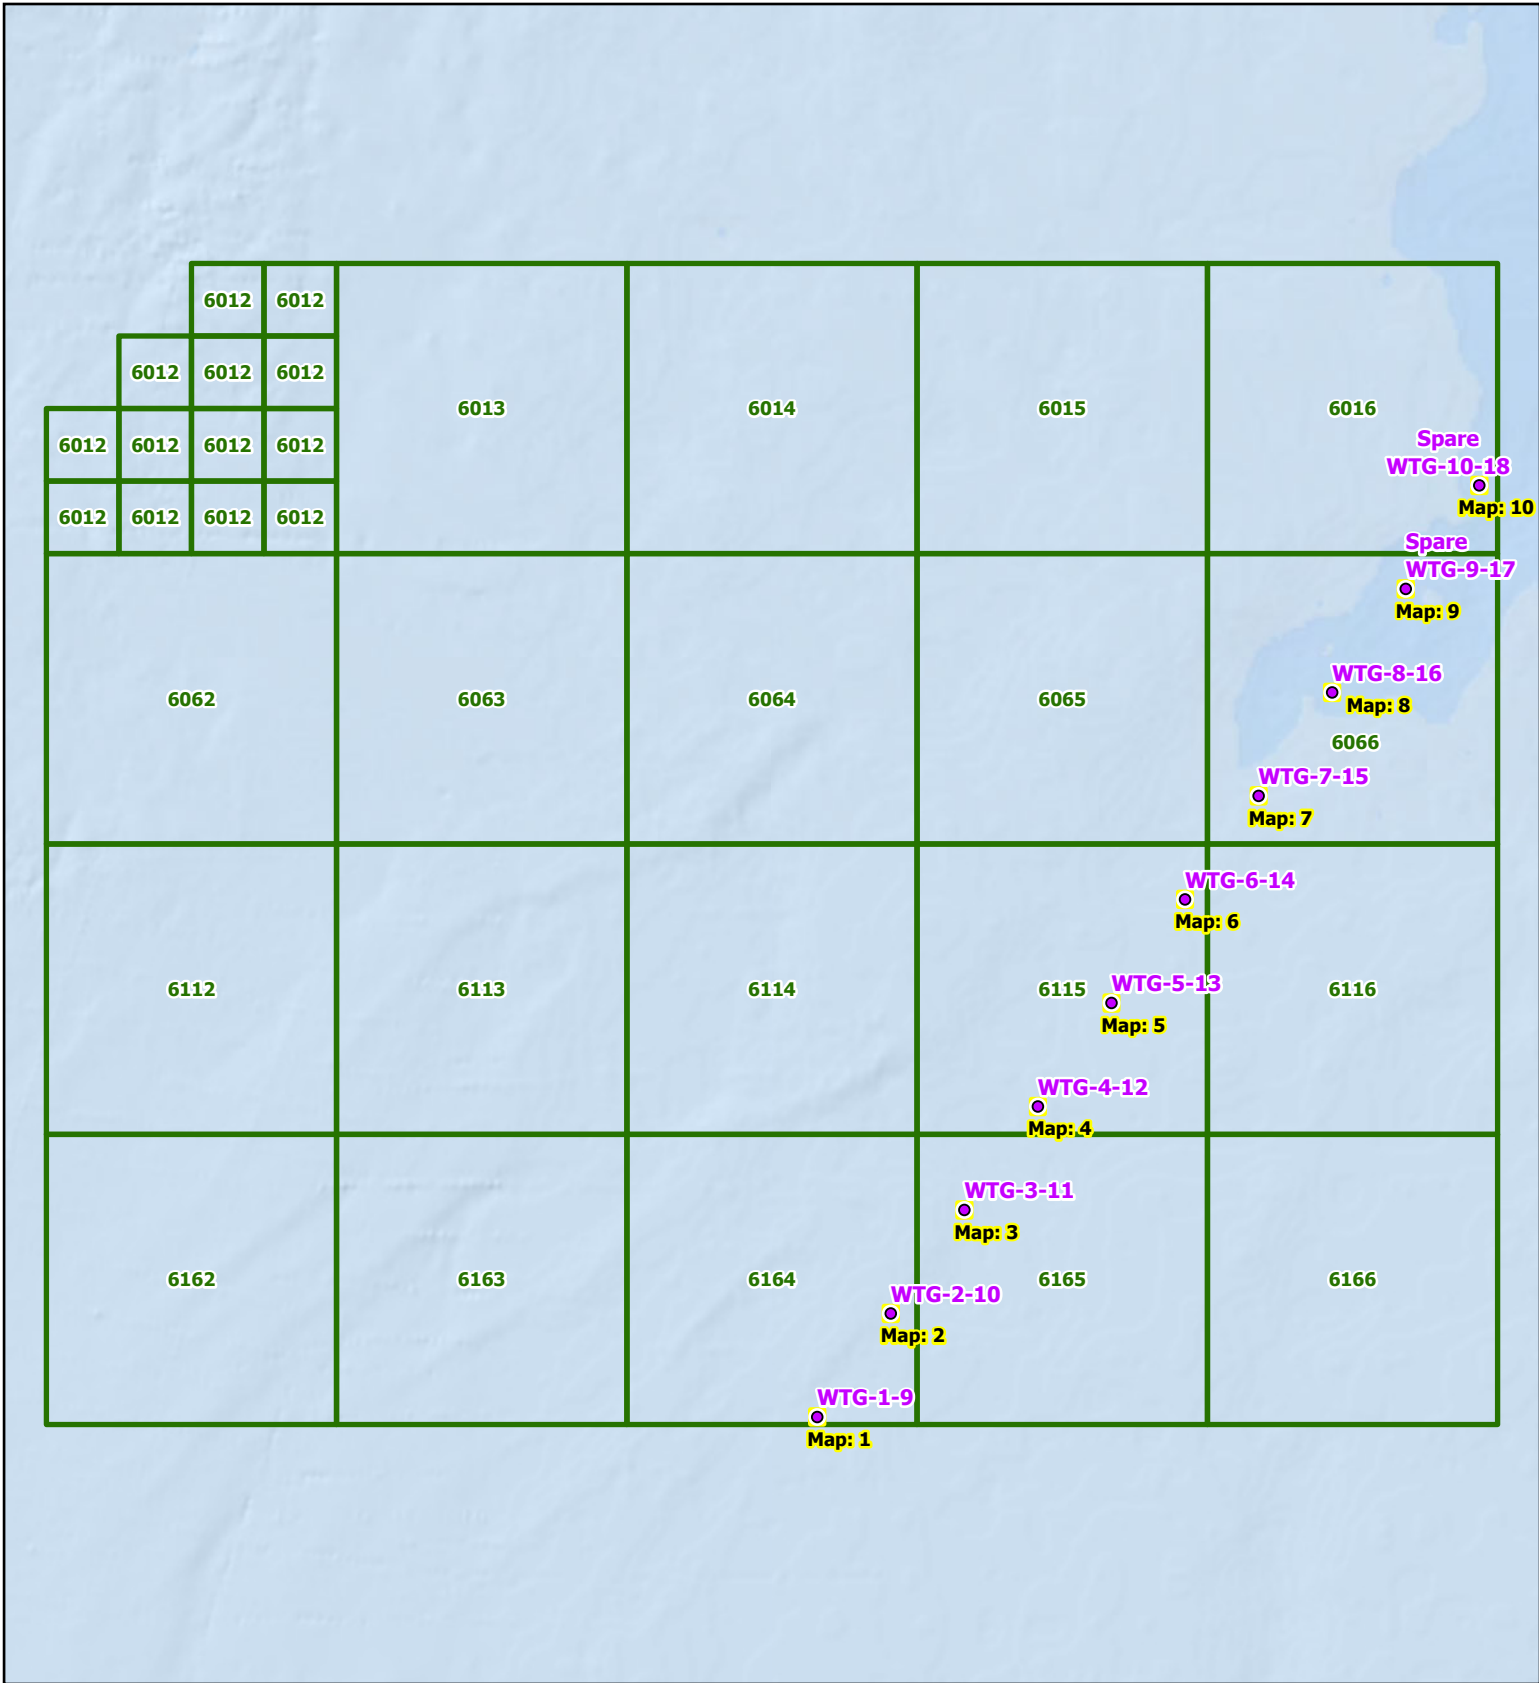 6012 6012
6012 6012 6012
6013 6014 6015 6016
Spare
WTG-10-18
Map: 10
6012 6012 6012 6012
6012 6012 6012 6012
Spare
WTG-9-17
Map: 9
WTG-8-16
Map: 8
6062 6063 6064 6065
6066
WTG-7-15
Map: 7
WTG-6-14
Map: 6
WTG-5-13
6112 6113 6114 6115 6116
Map: 5
WTG-4-12
Map: 4
WTG-3-11
Map: 3
6162 6163 6164 6165 6166
WTG-2-10
Map: 2
WTG-1-9
Map: 1